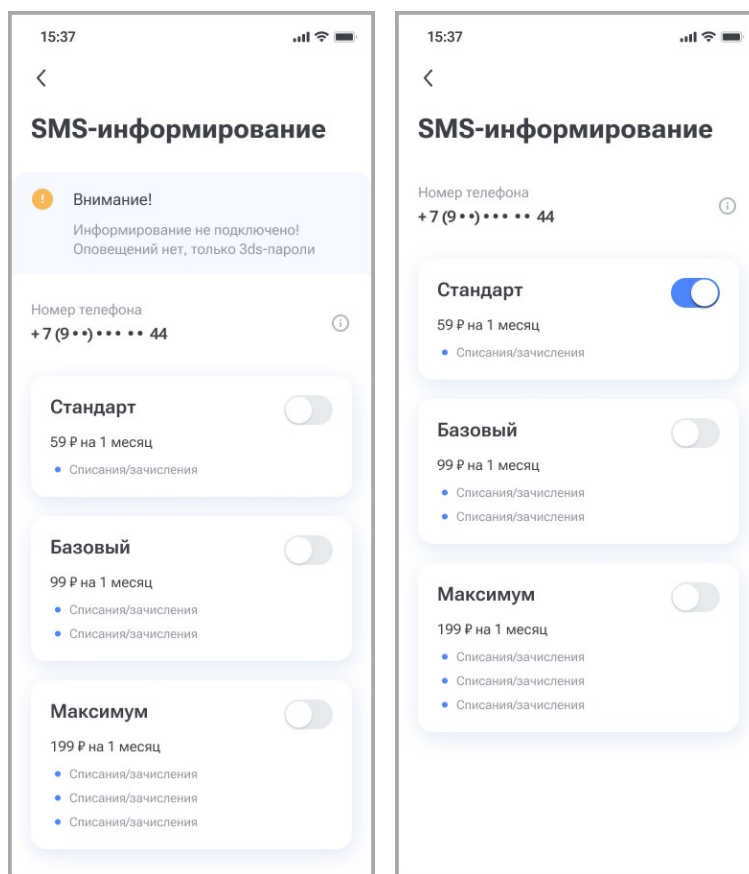 15:37
SMS-информирование
Внимание!
Информирование не подключено!
Оповещений нет, только 3ds-пароли
Номер телефона
+ 7 (9 ••) ••• •• 44
Стандарт
59 ₽ на 1 месяц
• Списания/зачисления
Базовый
99 ₽ на 1 месяц
• Списания/зачисления
• Списания/зачисления
Максимум
199 ₽ на 1 месяц
• Списания/зачисления
• Списания/зачисления
• Списания/зачисления
15:37
SMS-информирование
Номер телефона
+ 7 (9 ••) ••• •• 44
Стандарт
59 ₽ на 1 месяц
• Списания/зачисления
Базовый
99 ₽ на 1 месяц
• Списания/зачисления
• Списания/зачисления
Максимум
199 ₽ на 1 месяц
• Списания/зачисления
• Списания/зачисления
• Списания/зачисления